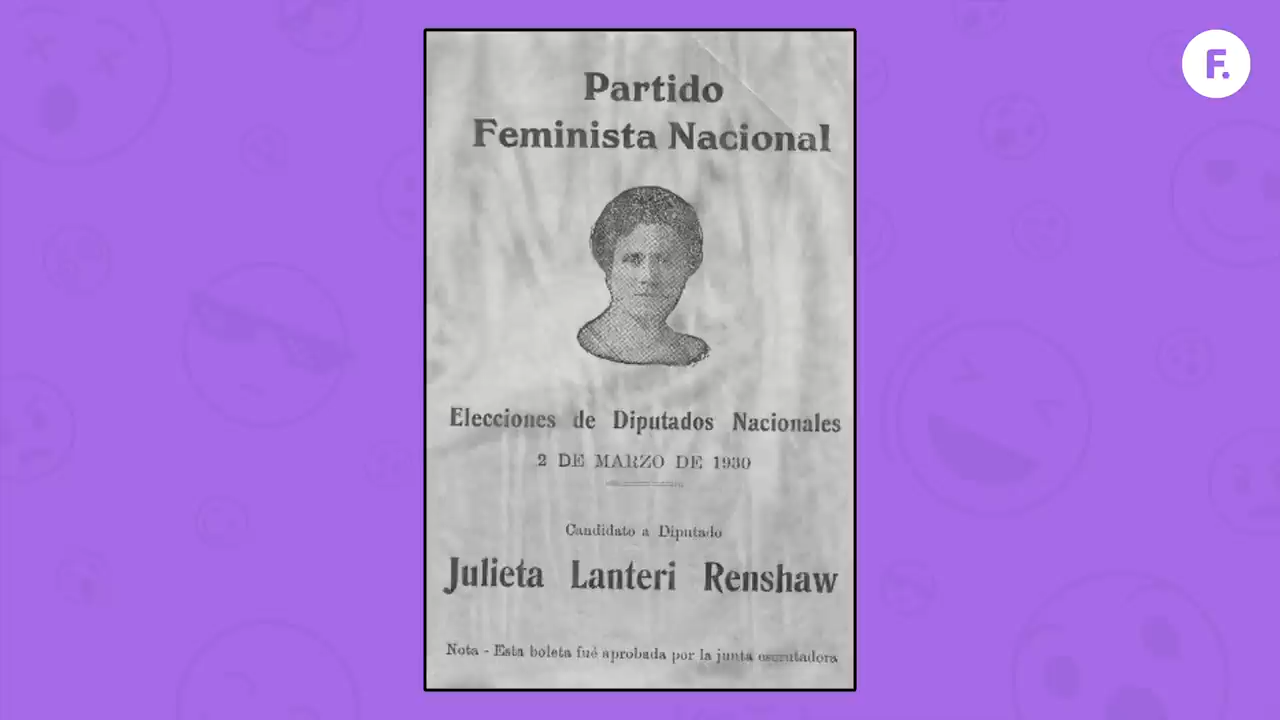 F.
Partido
Feminista Nacional
Elecciones de Diputados Nacionales
2 DE MARZO DE 1930
Candidato a Diputado
Julieta Lanteri Renshaw
Nota - Esta boleta fué aprobada por la junta escrutadora